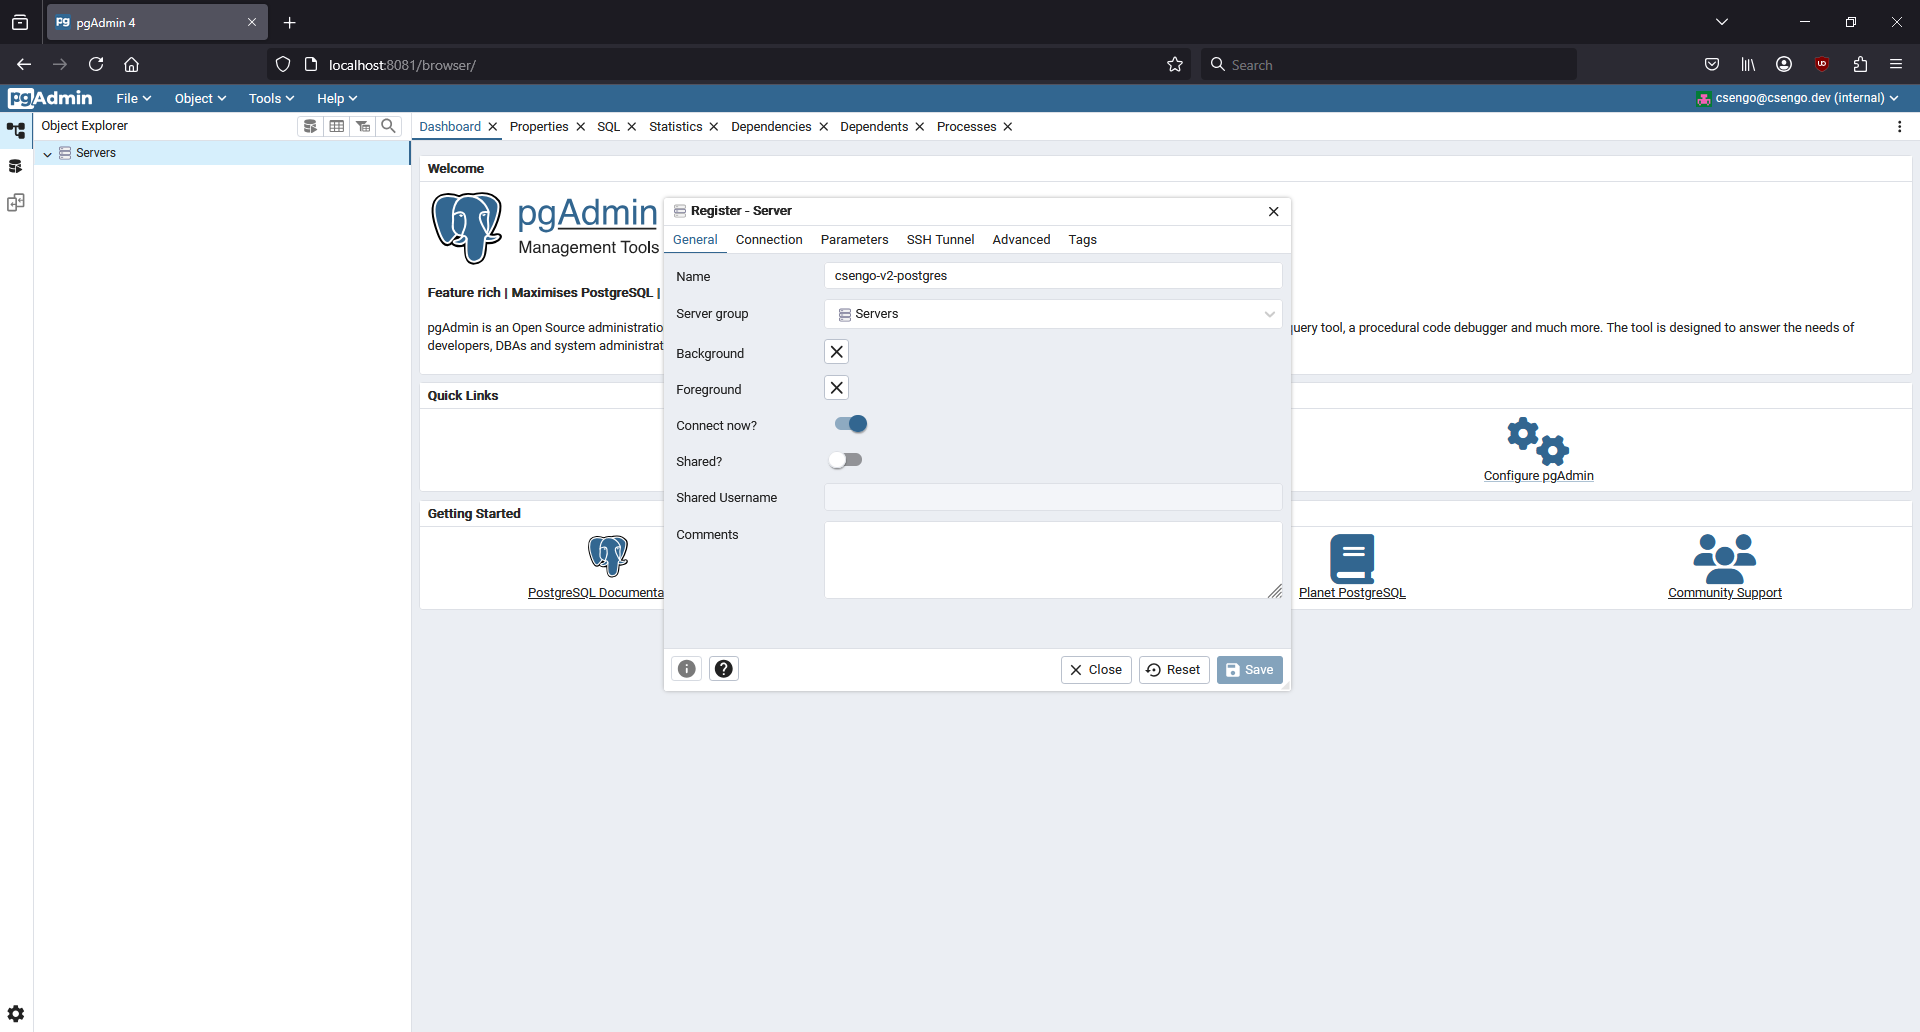 pgAdmin 4
localhost:8081/browser/
Search
pgAdmin
File
Object
Tools
Help
csengo@csengo.dev (internal)
Object Explorer
Servers
Dashboard
Properties
SQL
Statistics
Dependencies
Dependents
Processes
Welcome
pgAdmin
Management Tools
Feature rich | Maximises PostgreSQL |
pgAdmin is an Open Source administratio
query tool, a procedural code debugger and much more. The tool is designed to answer the needs of
developers, DBAs and system administrat
Quick Links
Configure pgAdmin
Getting Started
PostgreSQL Documenta
Planet PostgreSQL
Community Support
Register - Server
General
Connection
Parameters
SSH Tunnel
Advanced
Tags
Name
csengo-v2-postgres
Server group
Servers
Background
Foreground
Connect now?
Shared?
Shared Username
Comments
Close
Reset
Save